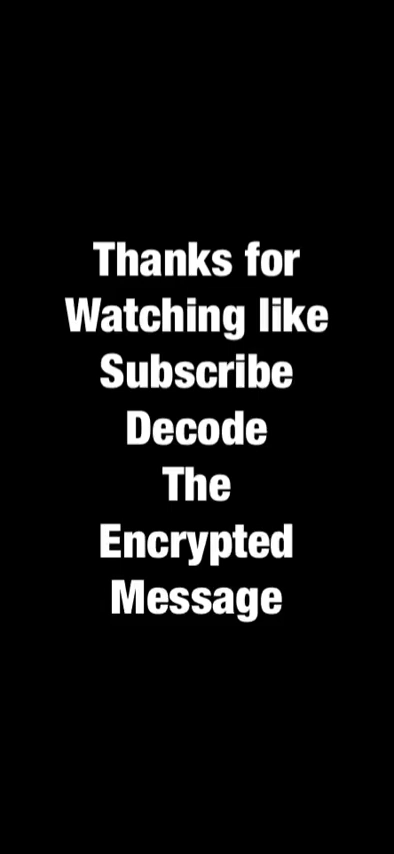 Thanks for
Watching like
Subscribe
Decode
The
Encrypted
Message